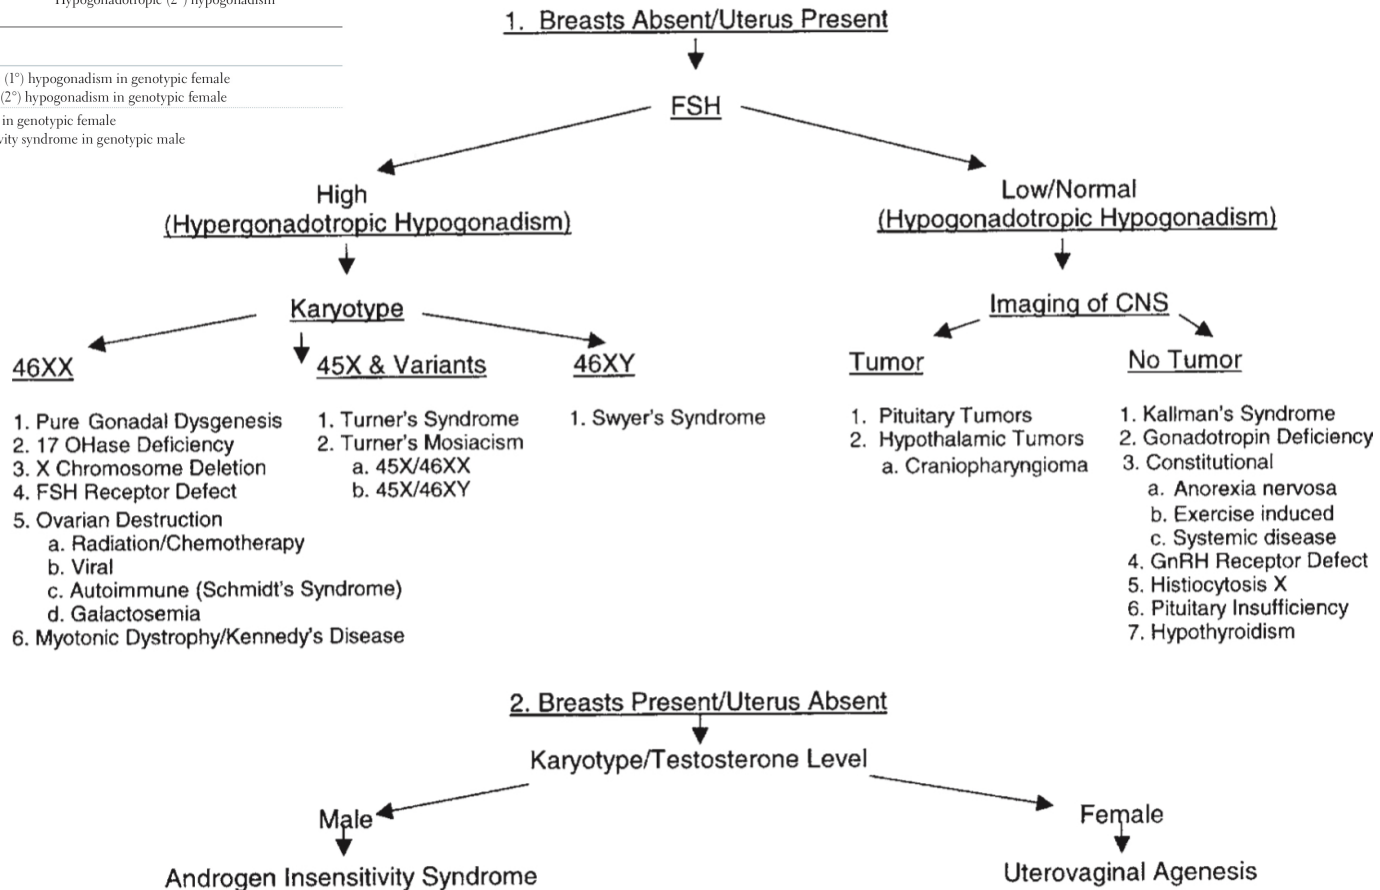 Hypogonadotropic (2°) hypogonadism
(1°) hypogonadism in genotypic female
(2°) hypogonadism in genotypic female
in genotypic female
vity syndrome in genotypic male
1. Breasts Absent/Uterus Present
FSH
High
(Hypergonadotropic Hypogonadism)
Low/Normal
(Hypogonadotropic Hypogonadism)
Karyotype
Imaging of CNS
46XX
1. Pure Gonadal Dysgenesis
2. 17 OHase Deficiency
3. X Chromosome Deletion
4. FSH Receptor Defect
5. Ovarian Destruction
a. Radiation/Chemotherapy
b. Viral
c. Autoimmune (Schmidt's Syndrome)
d. Galactosemia
6. Myotonic Dystrophy/Kennedy's Disease
45X & Variants
1. Turner's Syndrome
2. Turner's Mosiacism
a. 45X/46XX
b. 45X/46XY
46XY
1. Swyer's Syndrome
Tumor
1. Pituitary Tumors
2. Hypothalamic Tumors
a. Craniopharyngioma
No Tumor
1. Kallman's Syndrome
2. Gonadotropin Deficiency
3. Constitutional
a. Anorexia nervosa
b. Exercise induced
c. Systemic disease
4. GnRH Receptor Defect
5. Histiocytosis X
6. Pituitary Insufficiency
7. Hypothyroidism
2. Breasts Present/Uterus Absent
Karyotype/Testosterone Level
Male
Female
Androgen Insensitivity Syndrome
Uterovaginal Agenesis